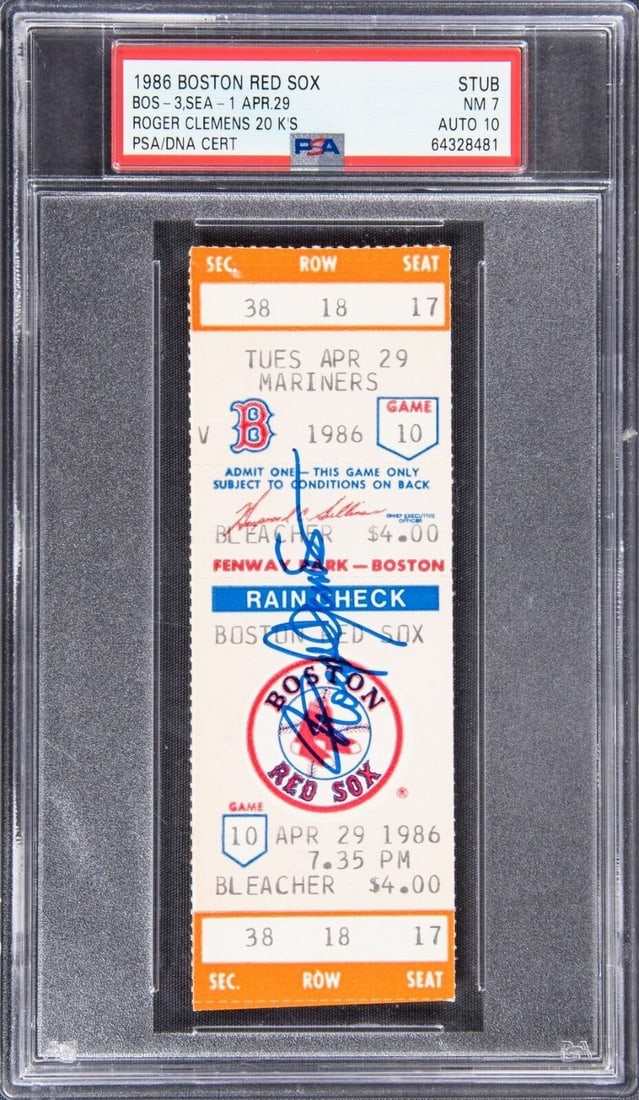 1986 BOSTON RED SOX STUB
BOS - 3, SEA - 1 APR.29 NM 7
ROGER CLEMENS 20 K'S AUTO 10
PSA/DNA CERT PSA 64328481
SEC. ROW SEAT
38 18 17
TUES APR 29
MARINERS
V B 1986 GAME 10
ADMIT ONE — THIS GAME ONLY
SUBJECT TO CONDITIONS ON BACK
CHIEF EXECUTIVE
OFFICER
BLEACHER $4.00
FENWAY PARK — BOSTON
RAIN CHECK
BOSTON RED SOX
BOSTON
RED SOX ®
GAME
10 APR 29 1986
7.35 PM
BLEACHER $4.00
38 18 17
SEC. ROW SEAT